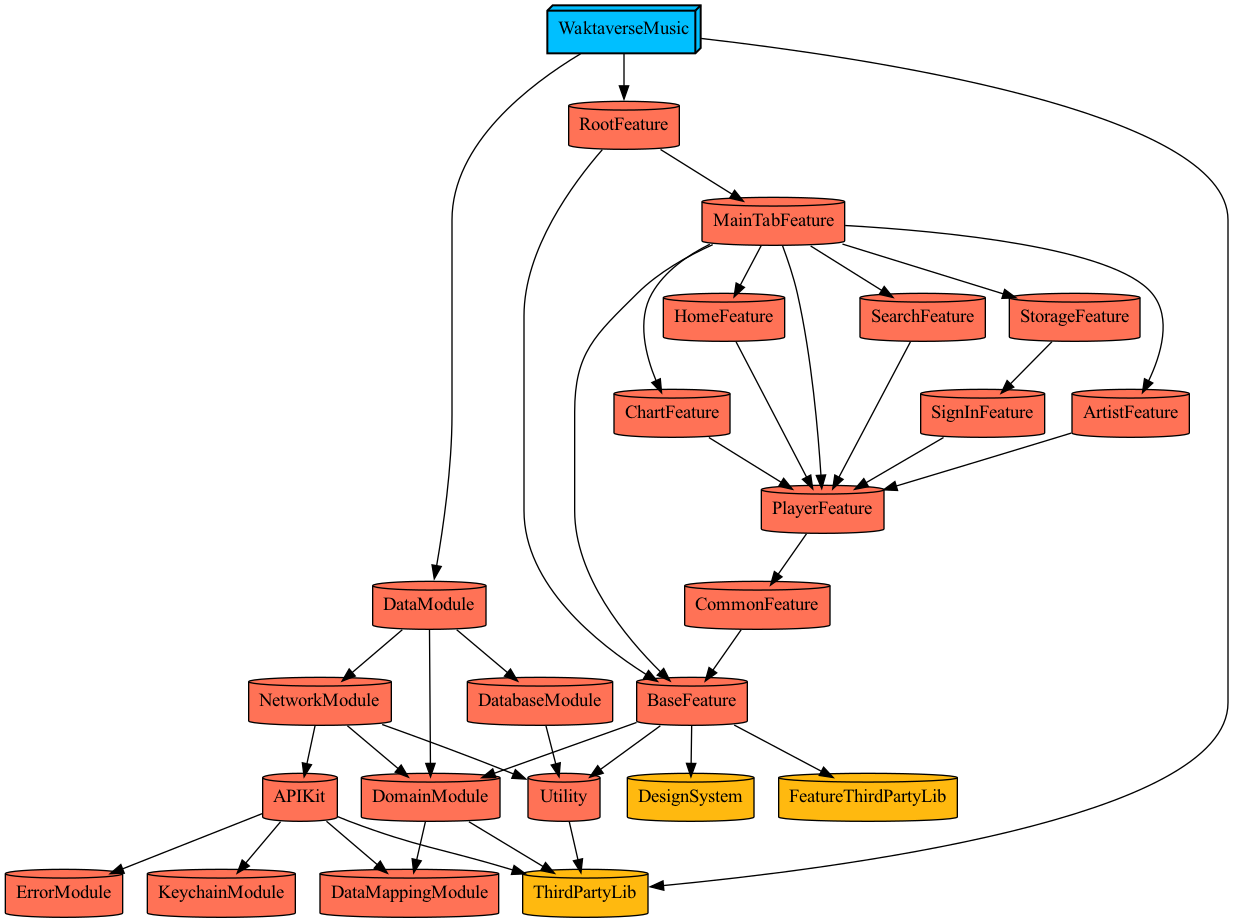 WaktaverseMusic
RootFeature
MainTabFeature
HomeFeature
SearchFeature
StorageFeature
ChartFeature
SignInFeature
ArtistFeature
PlayerFeature
DataModule
CommonFeature
NetworkModule
DatabaseModule
BaseFeature
APIKit
DomainModule
Utility
DesignSystem
FeatureThirdPartyLib
ErrorModule
KeychainModule
DataMappingModule
ThirdPartyLib